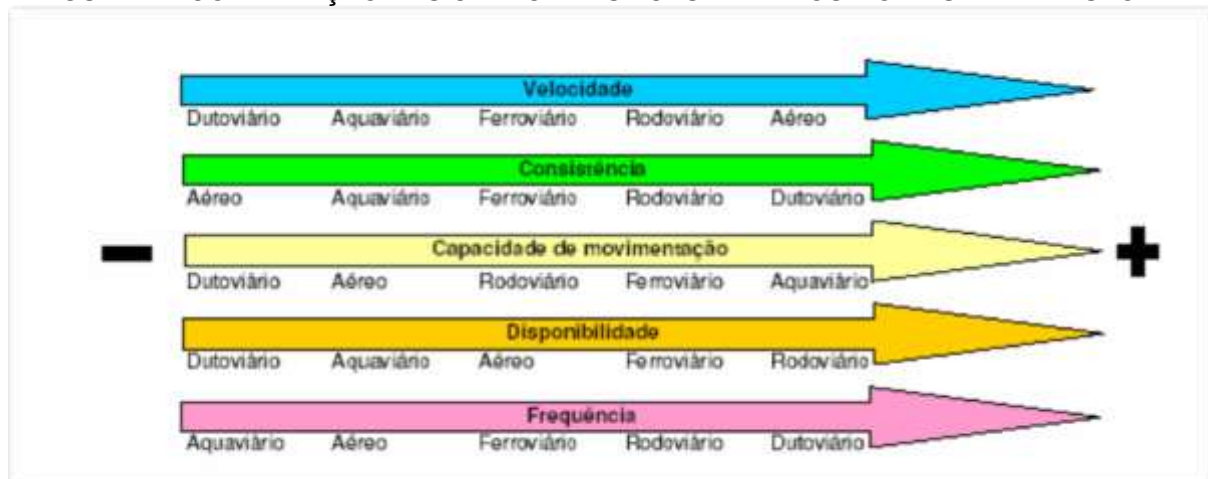 Velocidade
Dutoviário Aquaviário Ferroviário Rodoviário Aéreo
Consistência
Aéreo Aquaviário Ferroviário Rodoviário Dutoviário
− Capacidade de movimentação +
Dutoviário Aéreo Rodoviário Ferroviário Aquaviário
Disponibilidade
Dutoviário Aquaviário Aéreo Ferroviário Rodoviário
Frequência
Aquaviário Aéreo Ferroviário Rodoviário Dutoviário